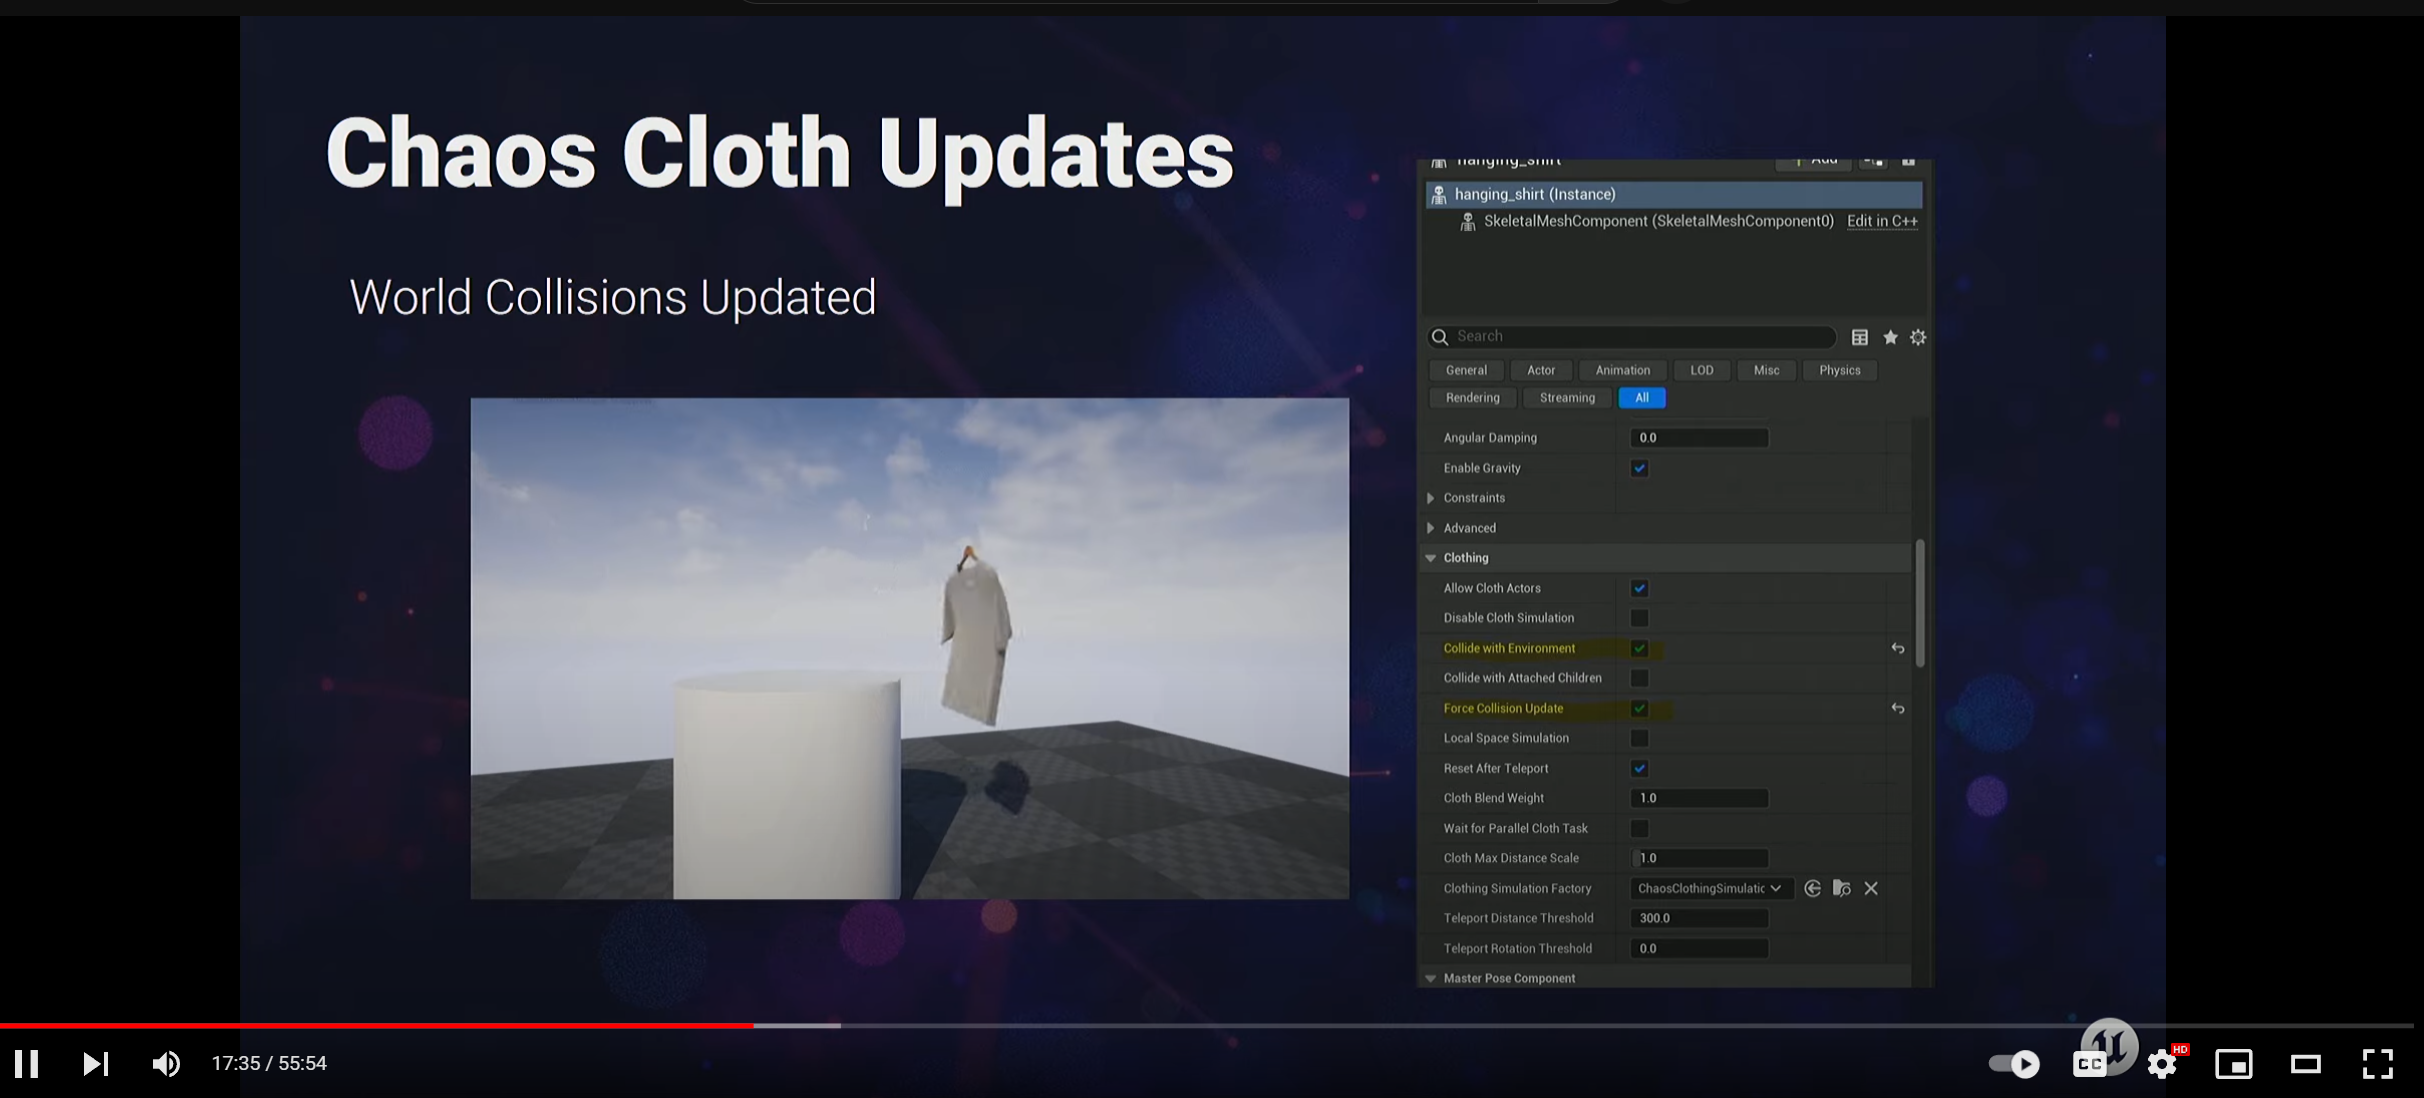 Chaos Cloth Updates
World Collisions Updated
hanging_shirt
Add
hanging_shirt (Instance)
SkeletalMeshComponent (SkeletalMeshComponent0) Edit in C++
Search
General Actor Animation LOD Misc Physics
Rendering Streaming All
Angular Damping 0.0
Enable Gravity
Constraints
Advanced
Clothing
Allow Cloth Actors
Disable Cloth Simulation
Collide with Environment
Collide with Attached Children
Force Collision Update
Local Space Simulation
Reset After Teleport
Cloth Blend Weight 1.0
Wait for Parallel Cloth Task
Cloth Max Distance Scale 1.0
Clothing Simulation Factory ChaosClothingSimulatic
Teleport Distance Threshold 300.0
Teleport Rotation Threshold 0.0
Master Pose Component
17:35 / 55:54
CC
HD